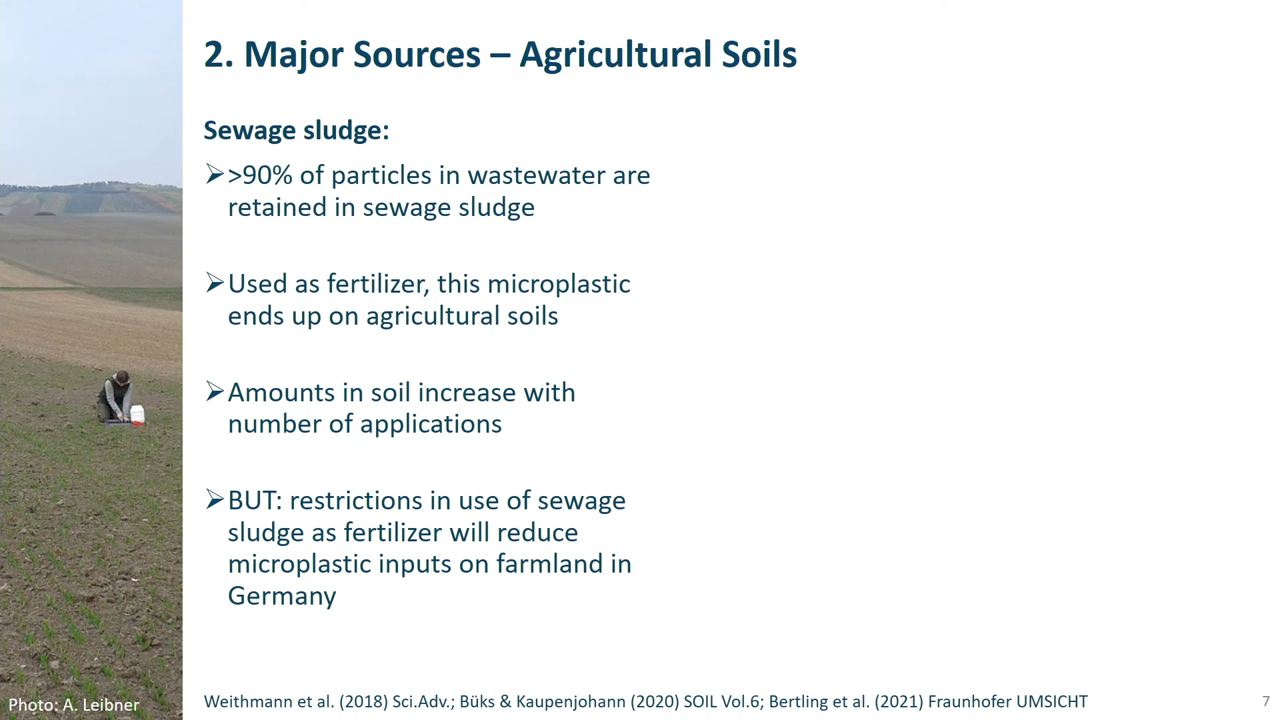 2. Major Sources – Agricultural Soils
Sewage sludge:
➢>90% of particles in wastewater are
retained in sewage sludge
➢Used as fertilizer, this microplastic
ends up on agricultural soils
➢Amounts in soil increase with
number of applications
➢BUT: restrictions in use of sewage
sludge as fertilizer will reduce
microplastic inputs on farmland in
Germany
Photo: A. Leibner
Weithmann et al. (2018) Sci.Adv.; Büks & Kaupenjohann (2020) SOIL Vol.6; Bertling et al. (2021) Fraunhofer UMSICHT
7